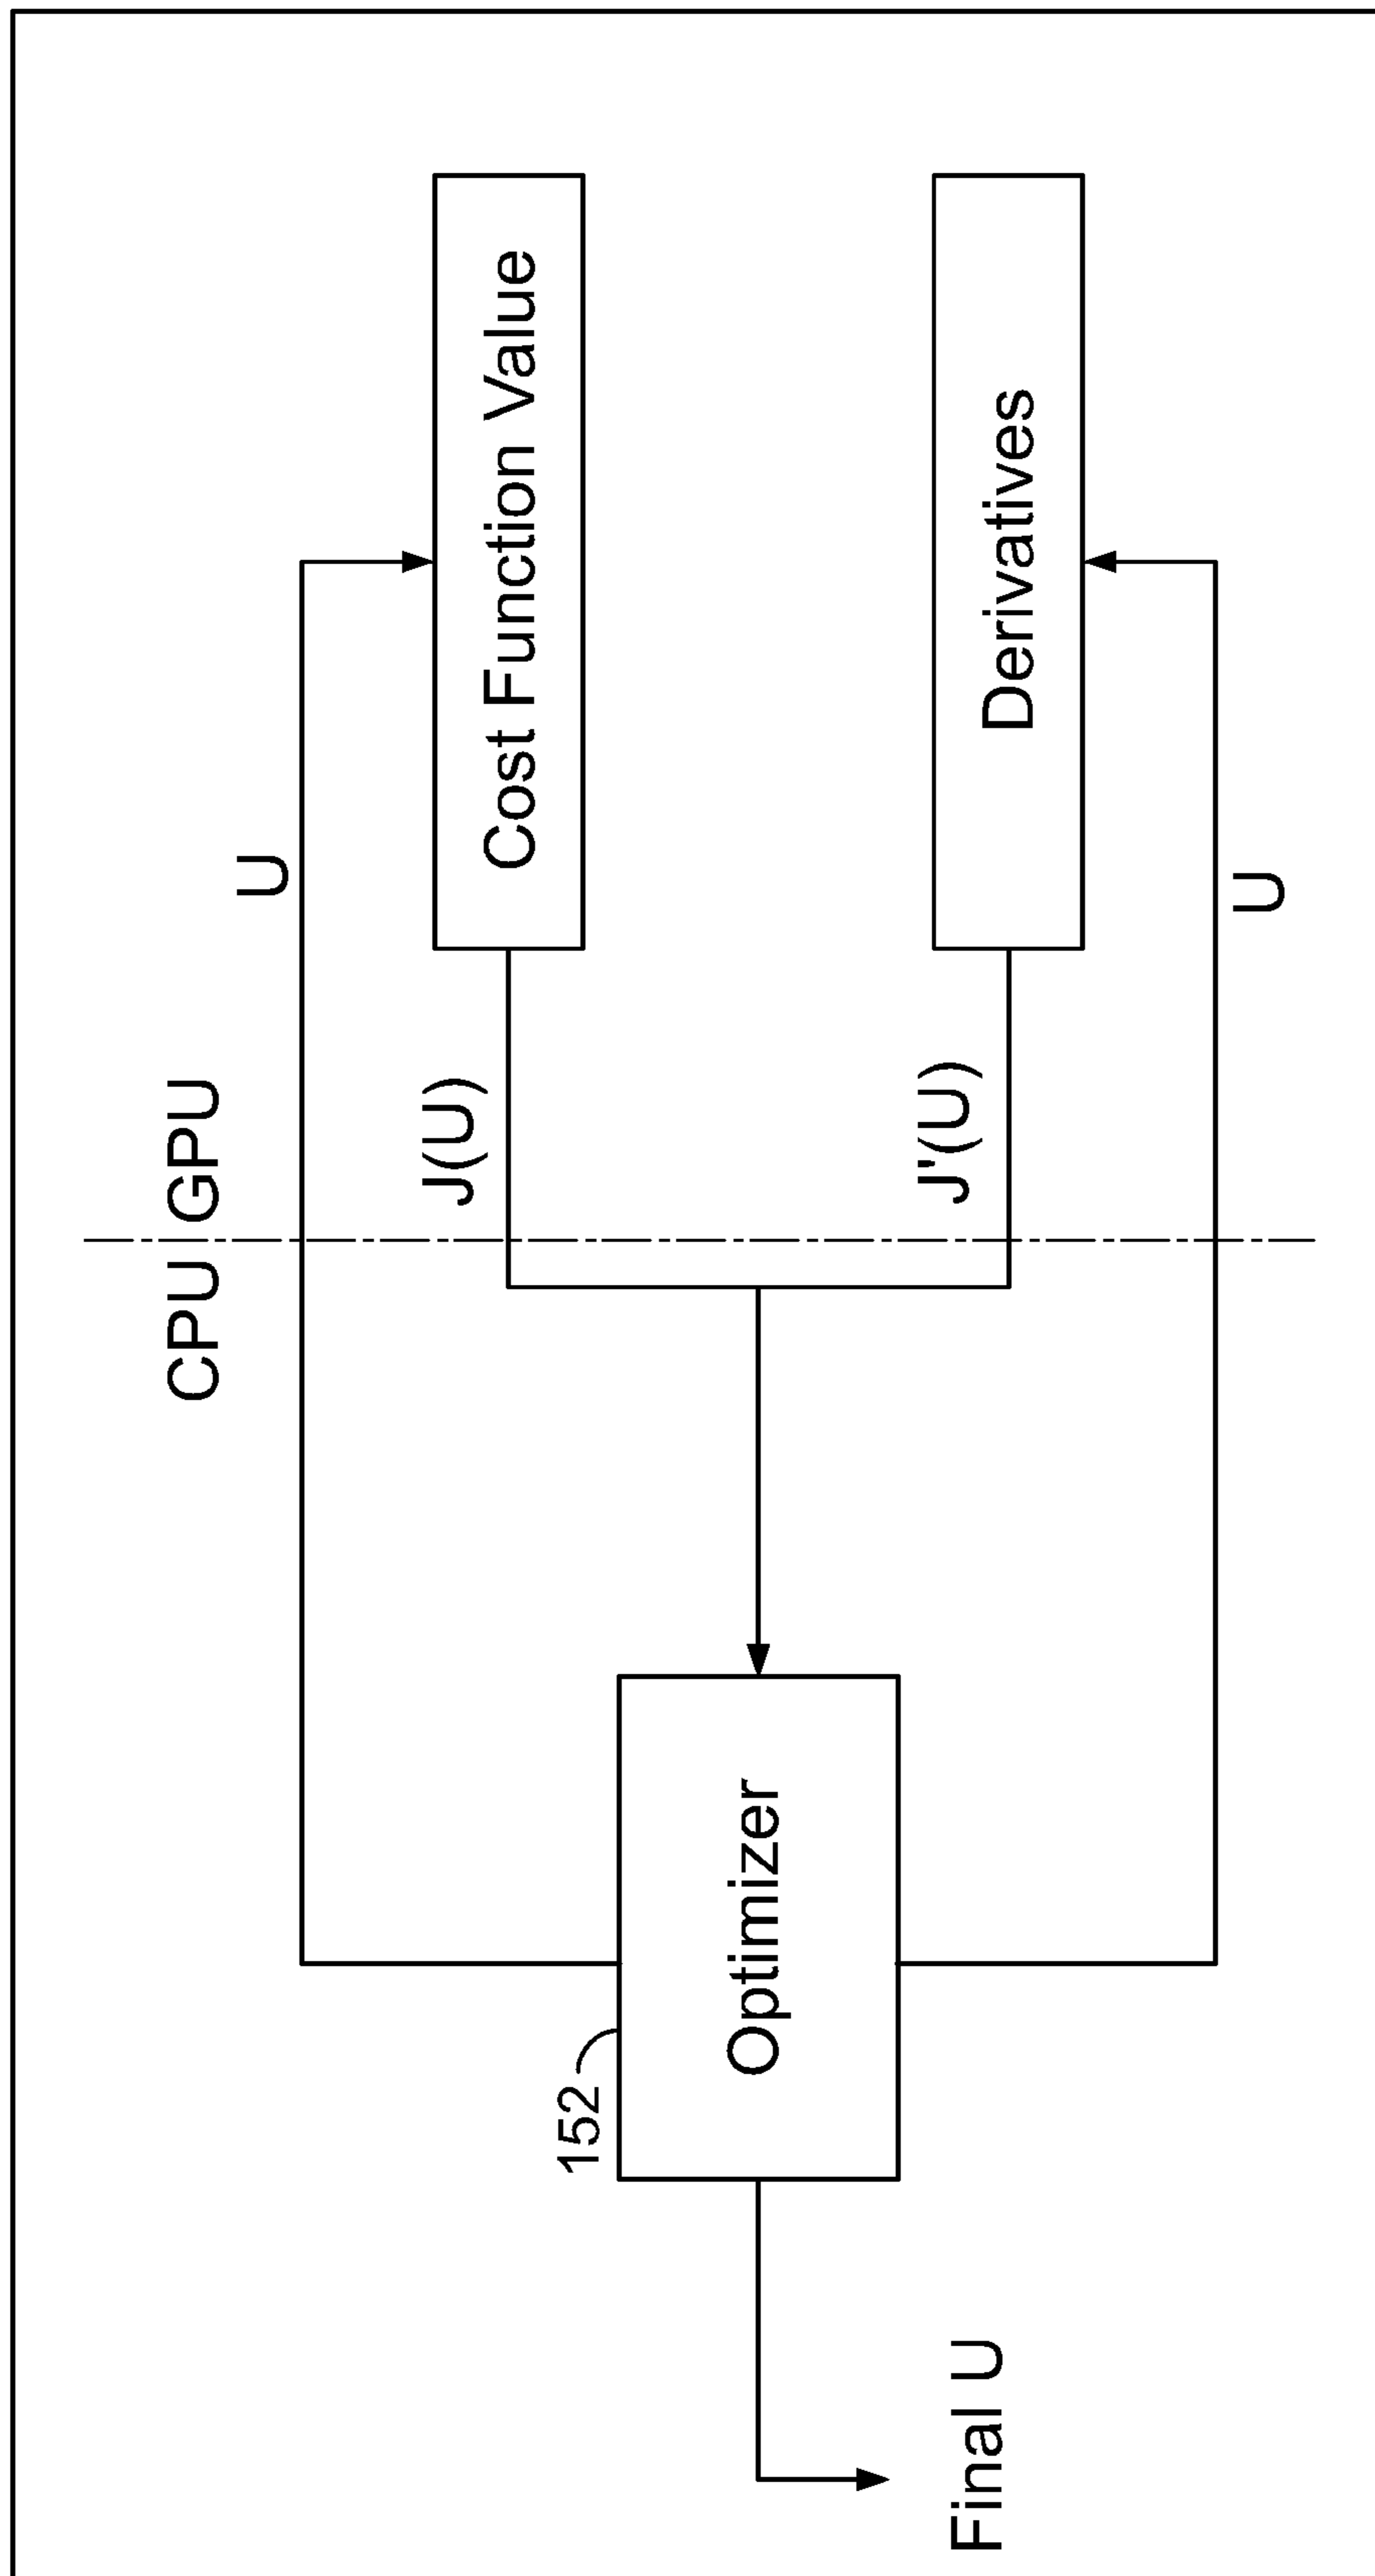 CPU GPU
U
Cost Function Value
J(U)
152
Optimizer
J'(U)
Derivatives
U
Final U